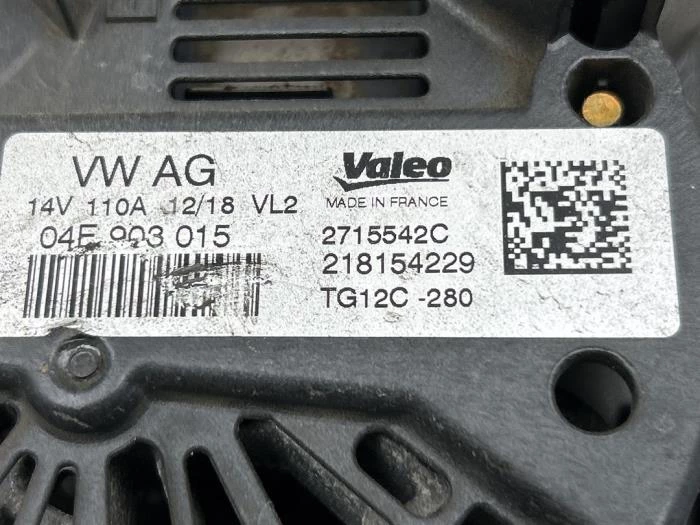 VW AG
14V 110A 12/18 VL2
04E 903 015
Valeo
MADE IN FRANCE
2715542C
218154229
TG12C -280